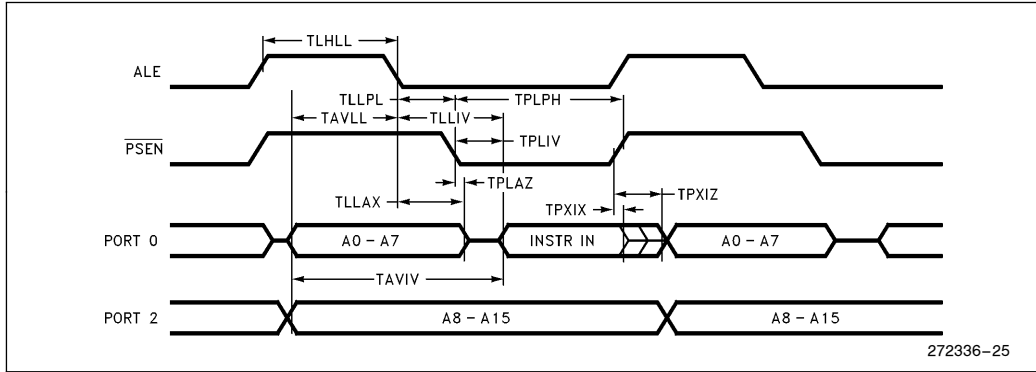 TLHLL
ALE
TLLPL
TPLPH
TAVLL
TLLIV
PSEN
TPLIV
TPLAZ
TLLAX
TPXIX
TPXIZ
PORT 0
A0 – A7
INSTR IN
A0 – A7
TAVIV
PORT 2
A8 – A15
A8 – A15
272336–25